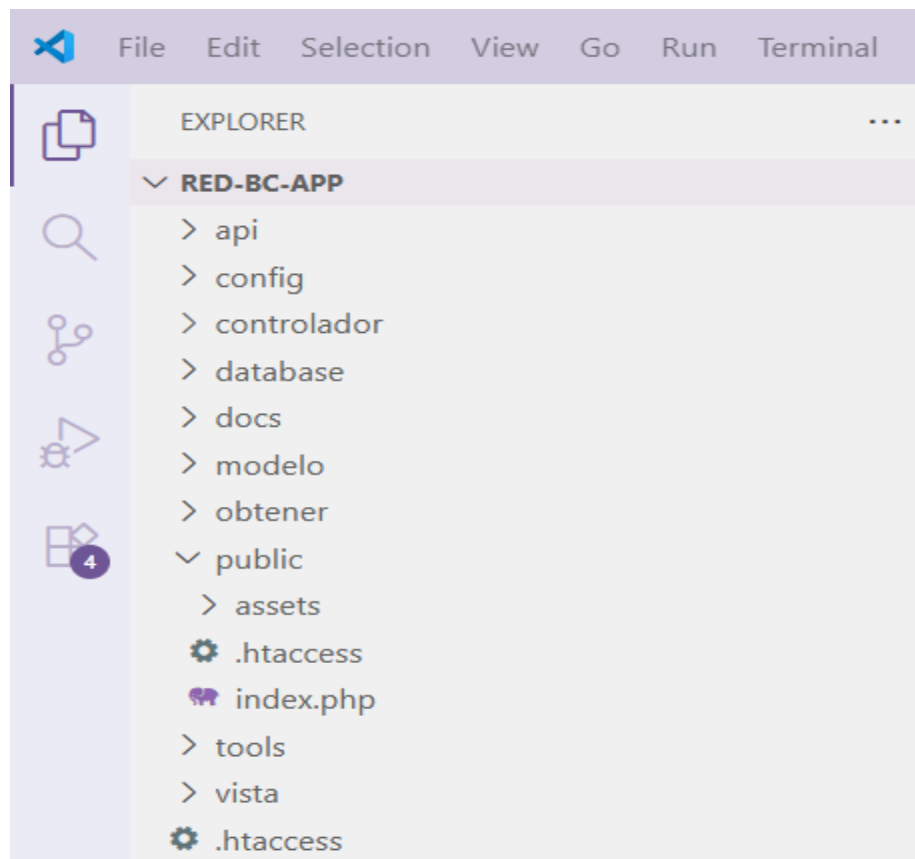 File Edit Selection View Go Run Terminal
EXPLORER ...
RED-BC-APP
api
config
controlador
database
docs
modelo
obtener
4
public
assets
.htaccess
index.php
tools
vista
.htaccess